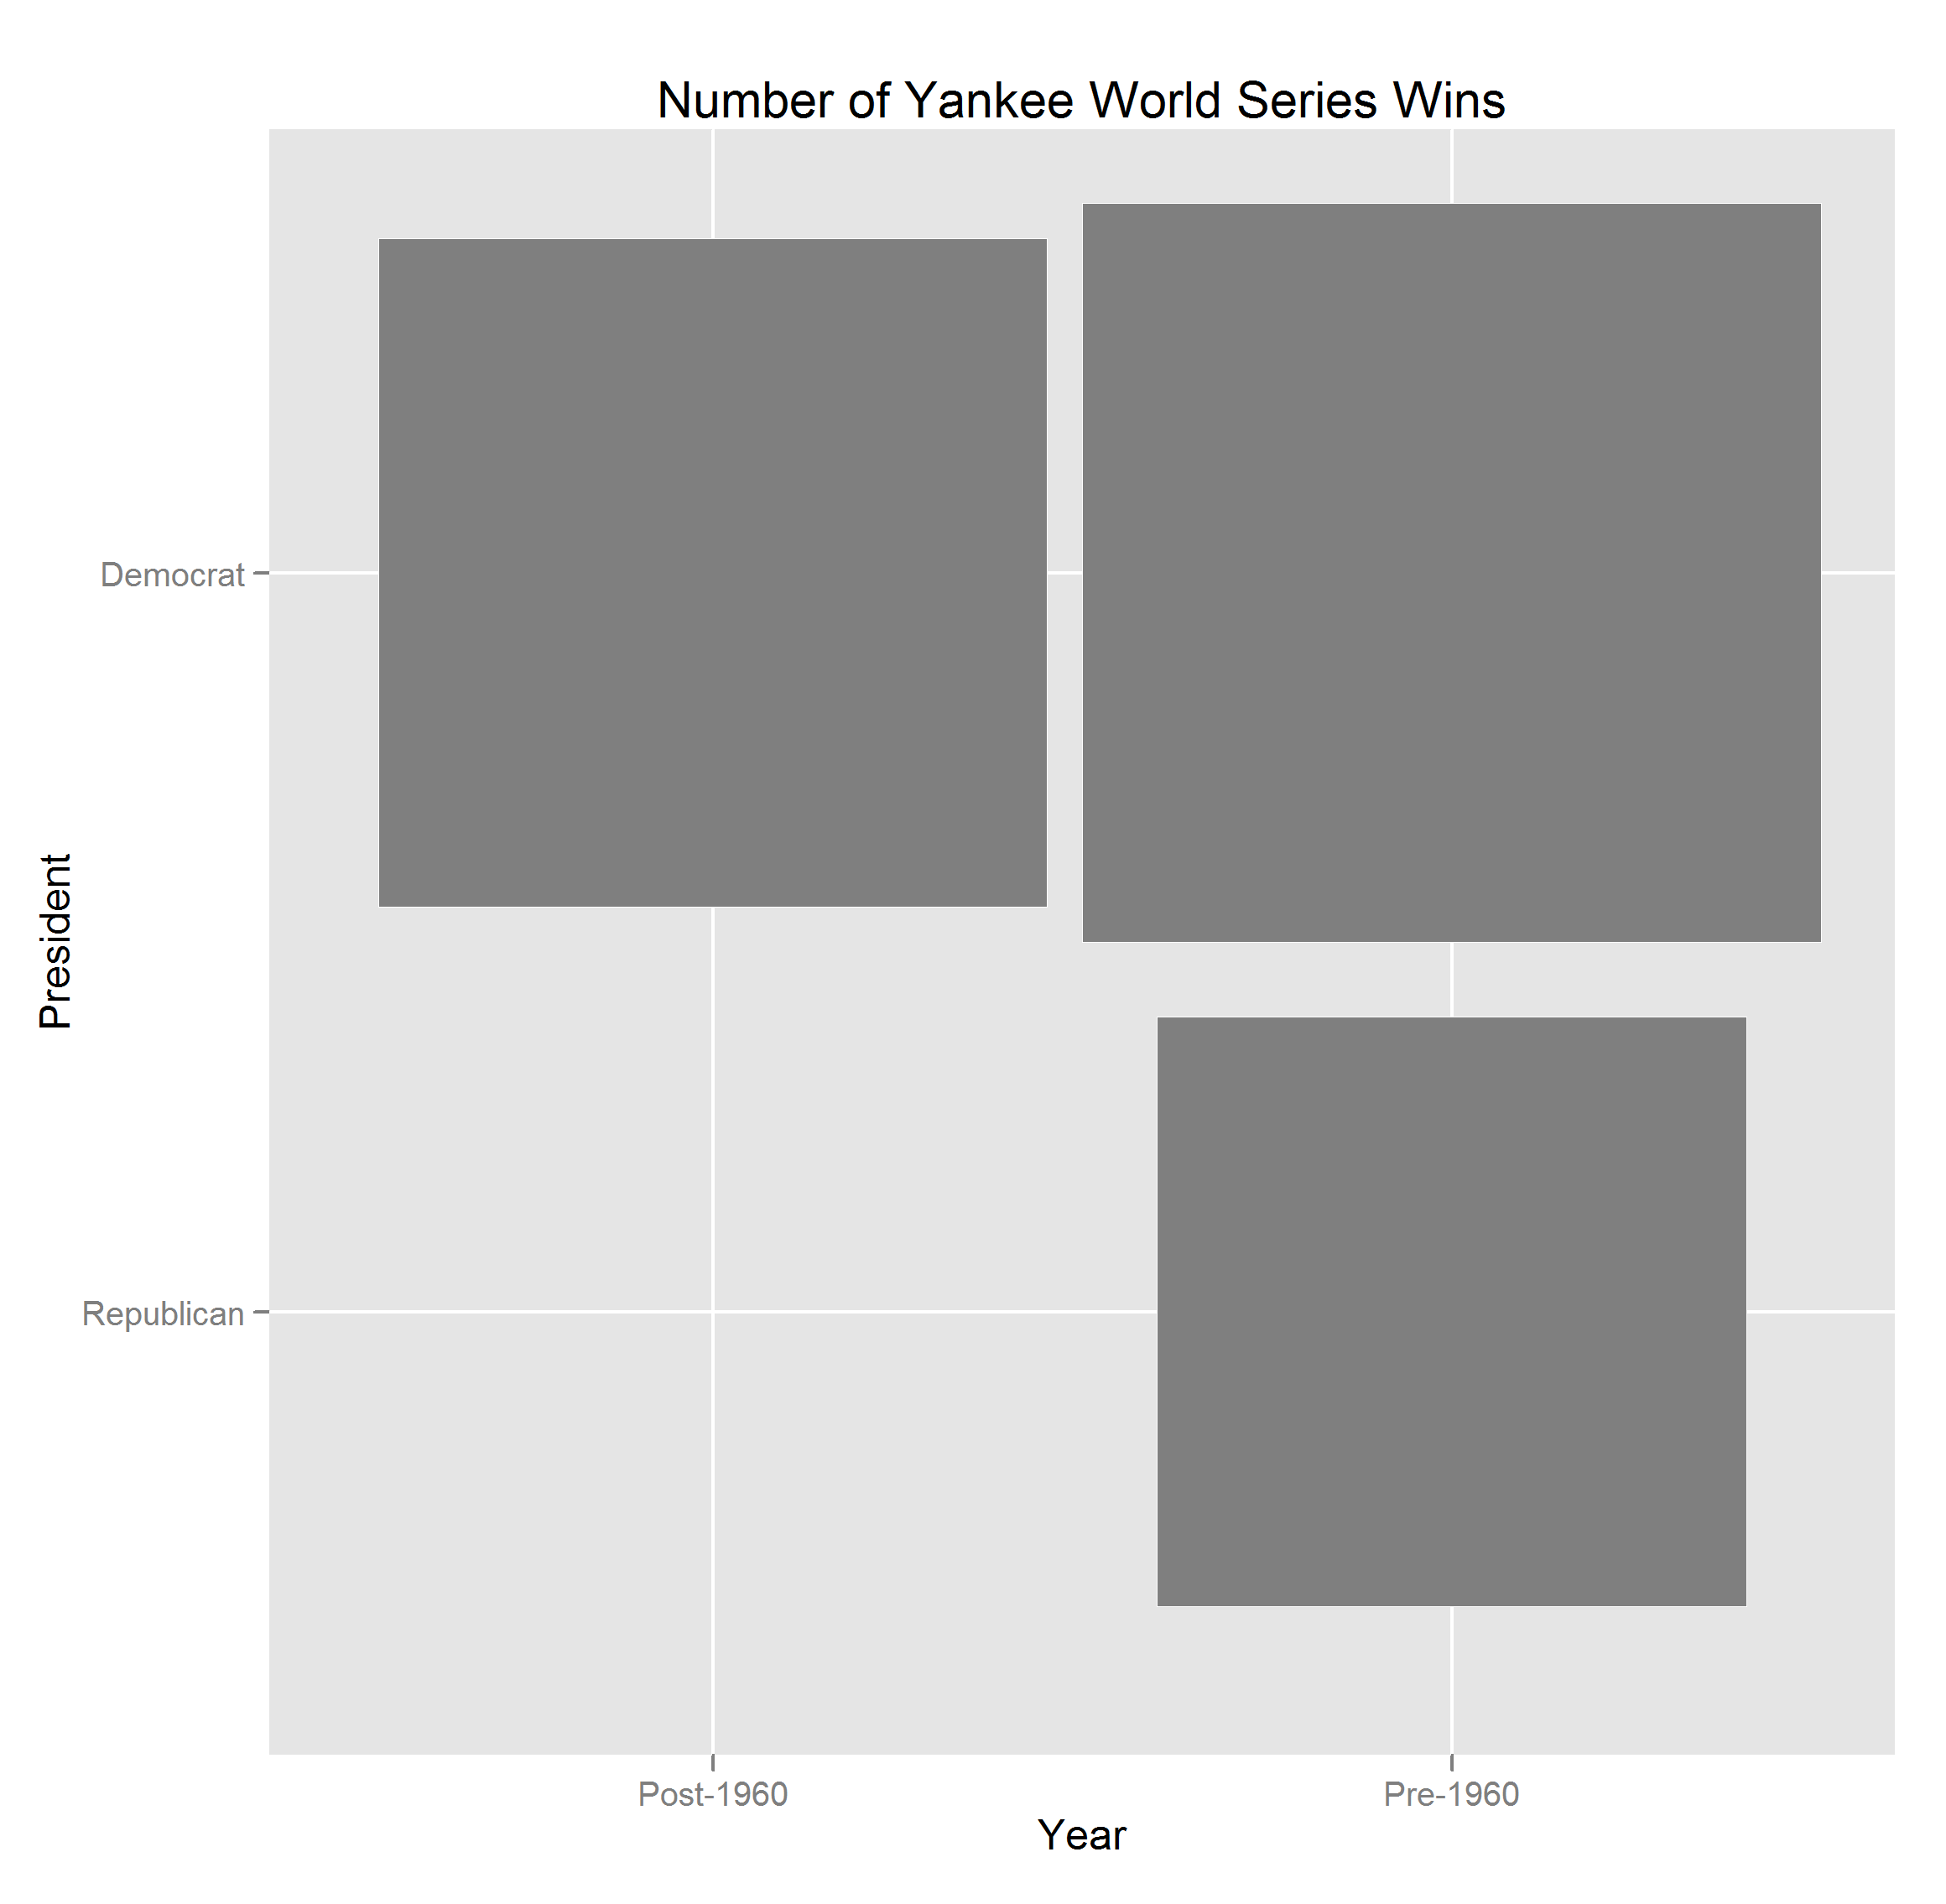 Number of Yankee World Series Wins
President
Democrat
Republican
Post-1960
Pre-1960
Year